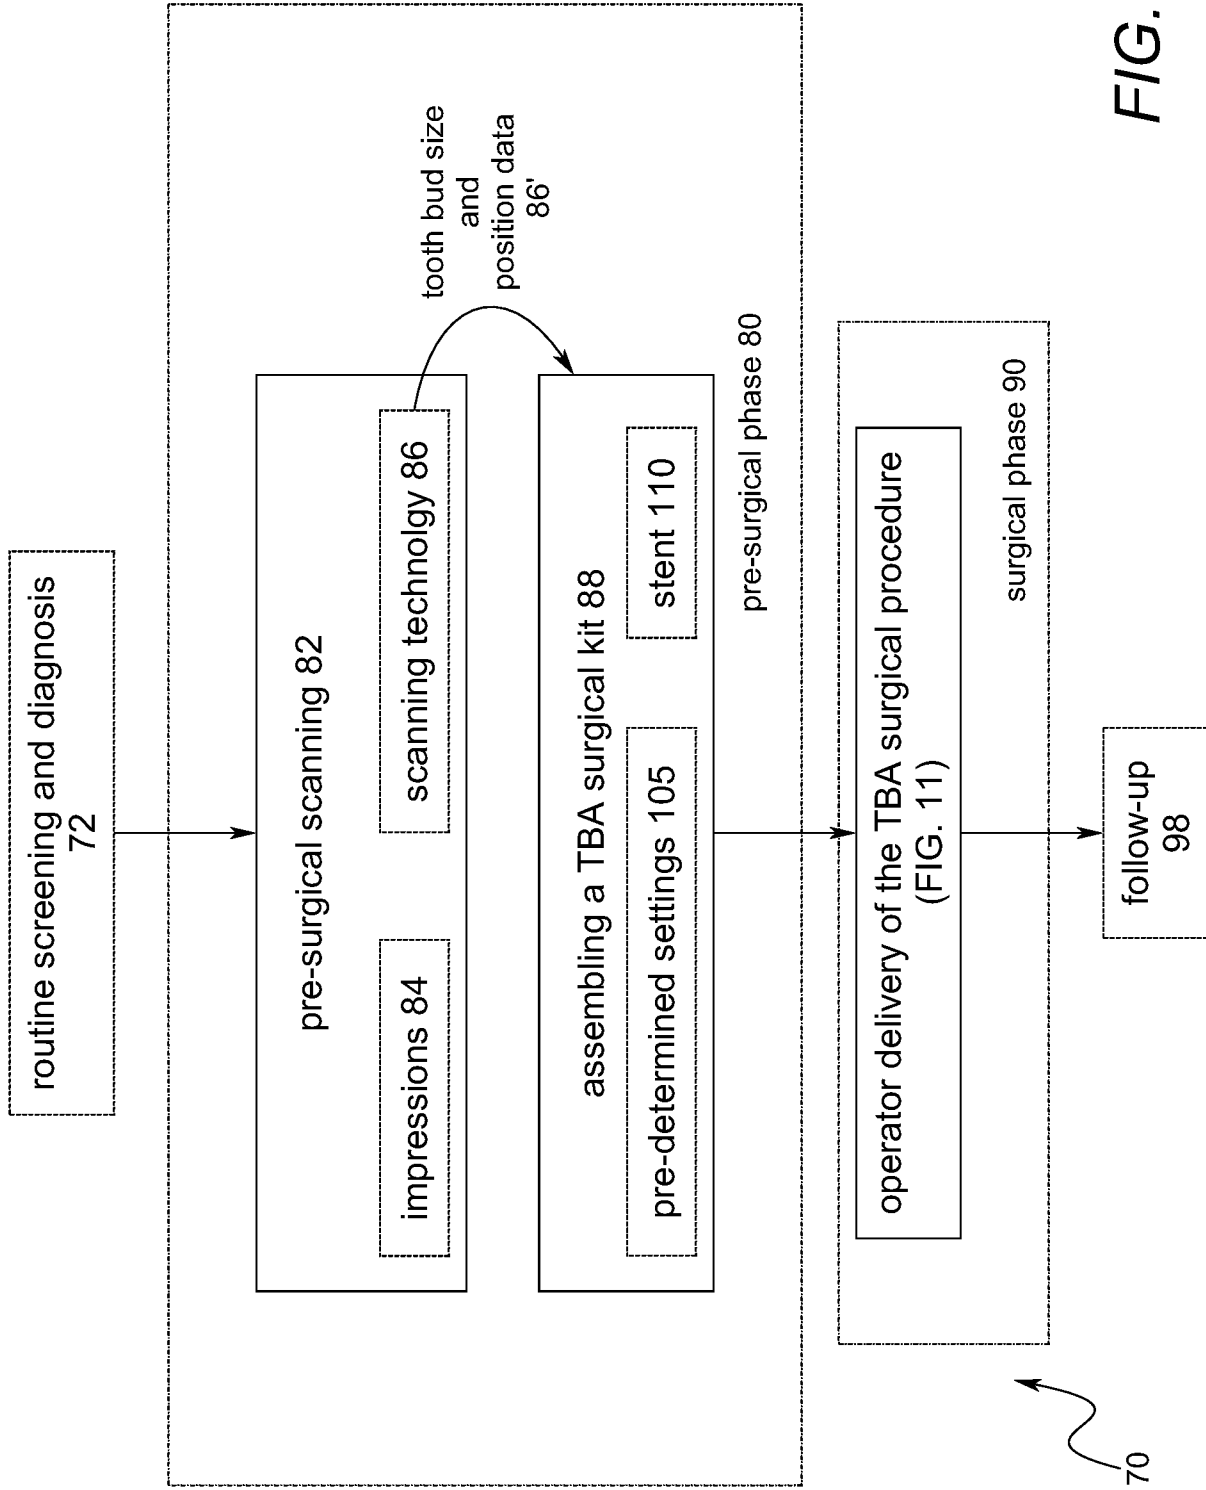 routine screening and diagnosis
72
pre-surgical scanning 82
impressions 84
scanning technolgy 86
tooth bud size
and
position data
86'
assembling a TBA surgical kit 88
pre-determined settings 105
stent 110
pre-surgical phase 80
operator delivery of the TBA surgical procedure
(FIG. 11)
surgical phase 90
follow-up
98
70
FIG.